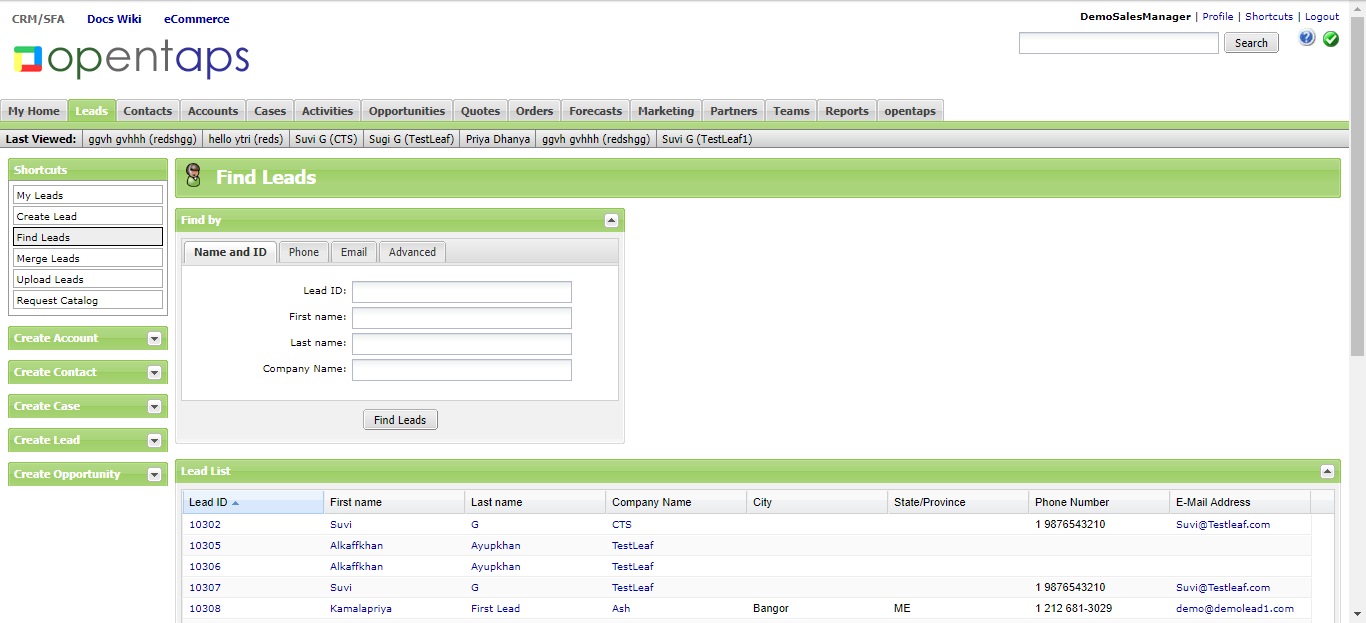 CRM/SFA Docs Wiki eCommerce
DemoSalesManager | Profile | Shortcuts | Logout
opentaps
Search
My Home Leads Contacts Accounts Cases Activities Opportunities Quotes Orders Forecasts Marketing Partners Teams Reports opentaps
Last Viewed: ggvh gvhhh (redshgg) hello ytri (reds) Suvi G (CTS) Sugi G (TestLeaf) Priya Dhanya ggvh gvhhh (redshgg) Suvi G (TestLeaf1)
Shortcuts
My Leads
Create Lead
Find Leads
Merge Leads
Upload Leads
Request Catalog
Create Account
Create Contact
Create Case
Create Lead
Create Opportunity
Find Leads
Find by
Name and ID Phone Email Advanced
Lead ID:
First name:
Last name:
Company Name:
Find Leads
Lead List
Lead ID First name Last name Company Name City State/Province Phone Number E-Mail Address
10302 Suvi G CTS 1 9876543210 Suvi@Testleaf.com
10305 Alkaffkhan Ayupkhan TestLeaf
10306 Alkaffkhan Ayupkhan TestLeaf
10307 Suvi G TestLeaf 1 9876543210 Suvi@Testleaf.com
10308 Kamalapriya First Lead Ash Bangor ME 1 212 681-3029 demo@demolead1.com